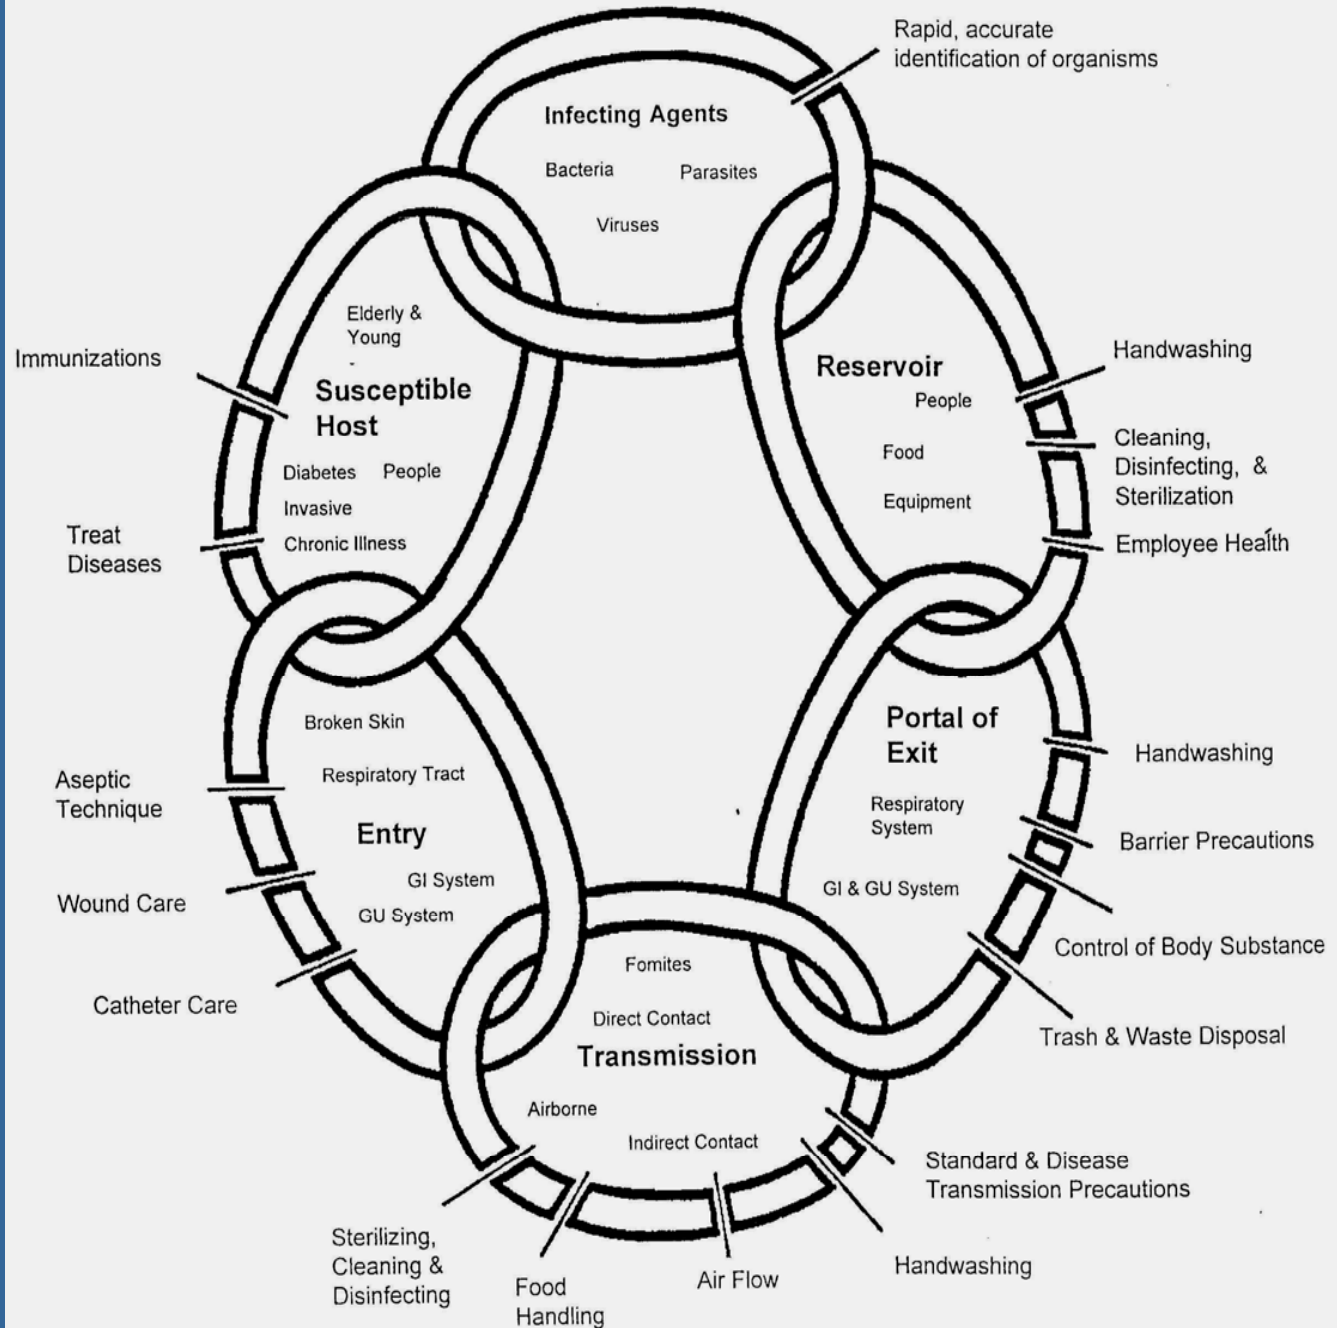 Rapid, accurate
identification of organisms
Infecting Agents
Bacteria
Parasites
Viruses
Reservoir
People
Food
Equipment
Handwashing
Cleaning,
Disinfecting, &
Sterilization
Employee Health
Portal of
Exit
Respiratory
System
GI & GU System
Handwashing
Barrier Precautions
Control of Body Substance
Trash & Waste Disposal
Fomites
Direct Contact
Transmission
Airborne
Indirect Contact
Standard & Disease
Transmission Precautions
Handwashing
Air Flow
Food
Handling
Sterilizing,
Cleaning &
Disinfecting
Broken Skin
Respiratory Tract
Entry
GI System
GU System
Catheter Care
Wound Care
Aseptic
Technique
Elderly &
Young
Susceptible
Host
Diabetes People
Invasive
Chronic Illness
Treat
Diseases
Immunizations